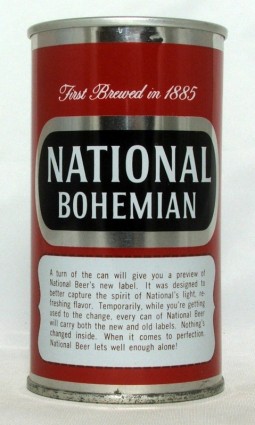 First Brewed in 1885
NATIONAL
BOHEMIAN
A turn of the can will give you a preview of
National Beer's new label. It was designed to
better capture the spirit of National's light, re-
freshing flavor. Temporarily, while you're getting
used to the change, every can of National Beer
will carry both the new and old labels. Nothing's
changed inside. When it comes to perfection,
National Beer lets well enough alone!